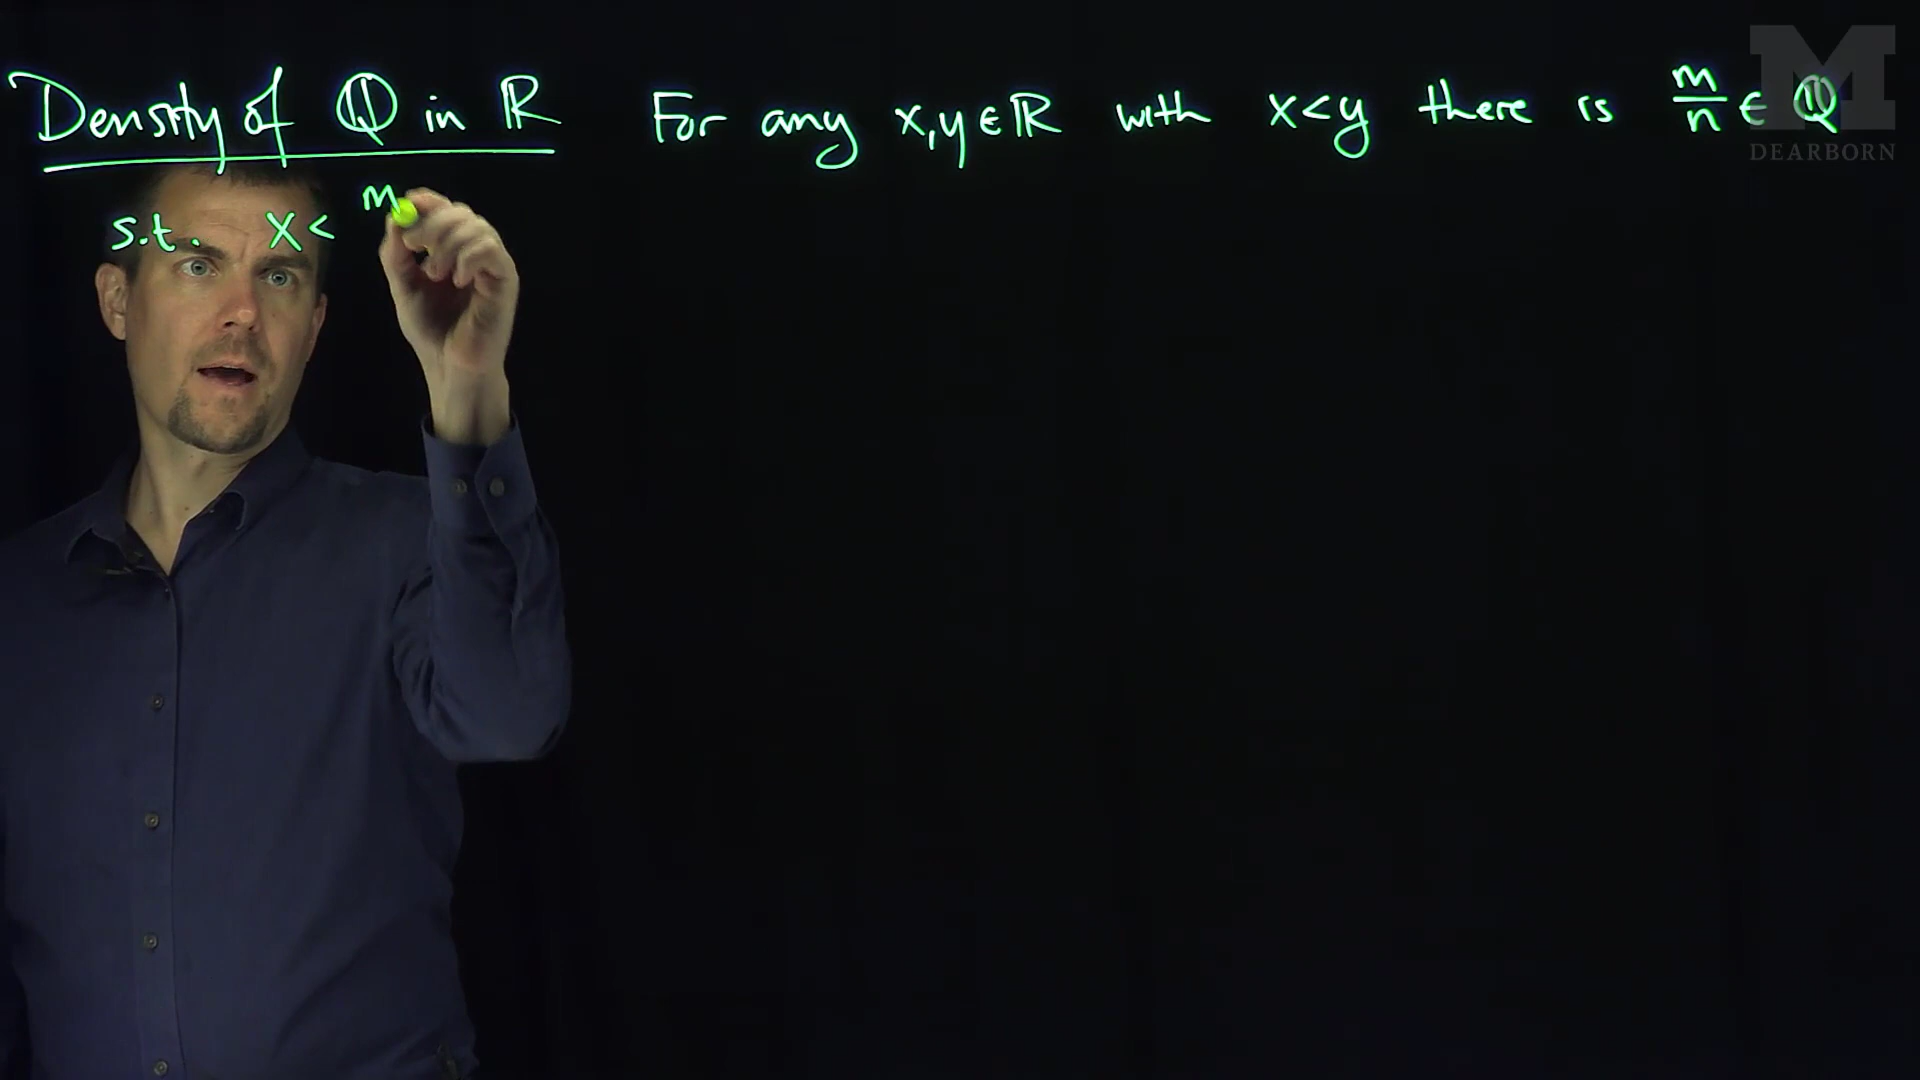 Density of ℚ in ℝ For any x,y ∈ ℝ with x<y there is m/n ∈ ℚ
s.t. x < m
M
DEARBORN